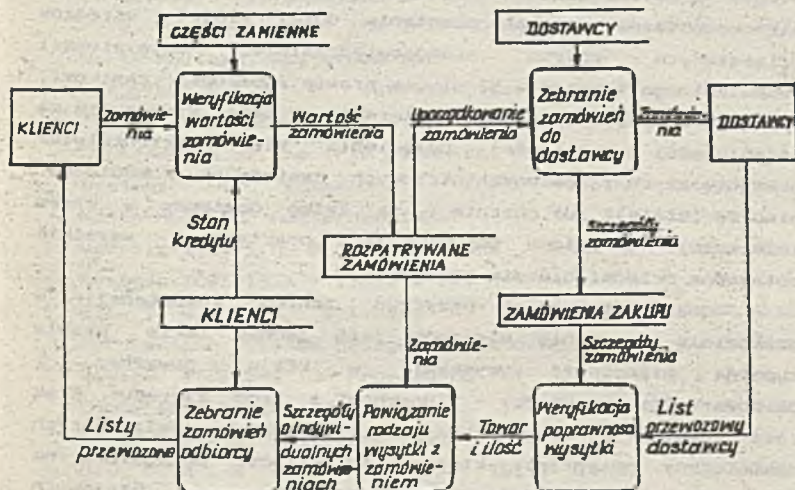 CZĘŚCI ZAMIENNE
DOSTAWCY
KLIENCI
Zamówie-
nia
Weryfikacja
wartości
zamówie-
nia
Wartość
zamówienia
Uporządkowanie
zamówienia
Zebranie
zamówień
do
dostawcy
Zamówie-
nia
DOSTAWCY
Stan
kredytu
Szczegóły
zamówienia
ROZPATRYWANE
ZAMÓWIENIA
KLIENCI
ZAMÓWIENIA ZAKUPU
Zamówie-
nia
Szczegóły
zamówienia
Listy
przewozowe
Zebranie
zamówień
odbiorcy
Szczegóły
o indywi-
dualnych
zamówie-
niach
Powiązanie
rodzaju
wysyłki z
zamówie-
niem
Towar
i ilość
Weryfikacja
poprawnosa
wysyłki
List
przewozowy
dostawcy